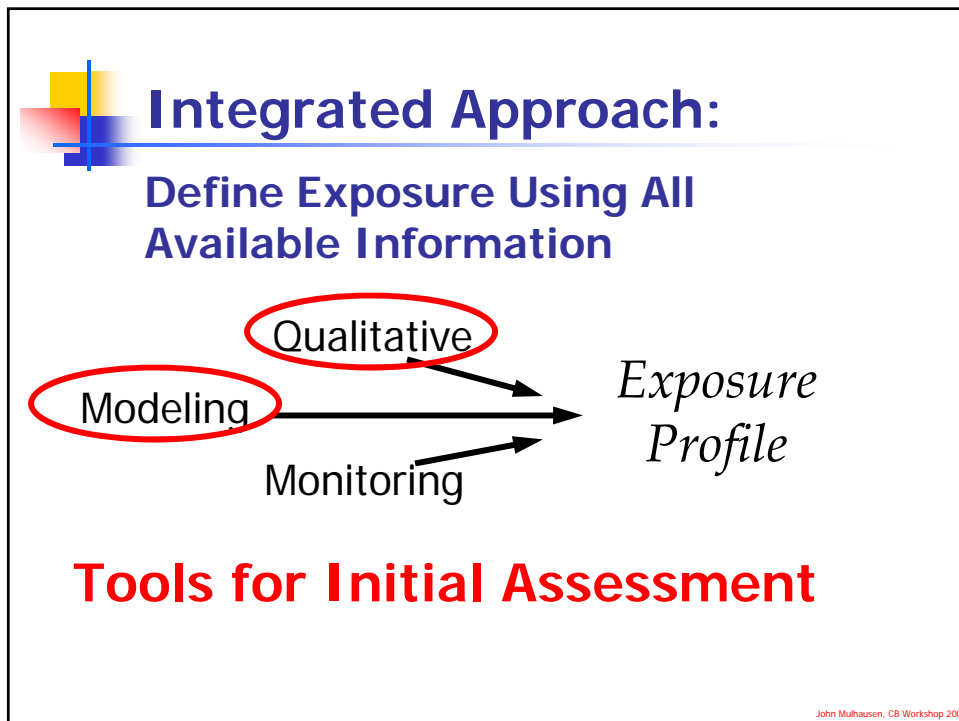 Integrated Approach:
Define Exposure Using All
Available Information
Qualitative
Modeling
Monitoring
Exposure
Profile
Tools for Initial Assessment
John Mulhausen, CB Workshop 200